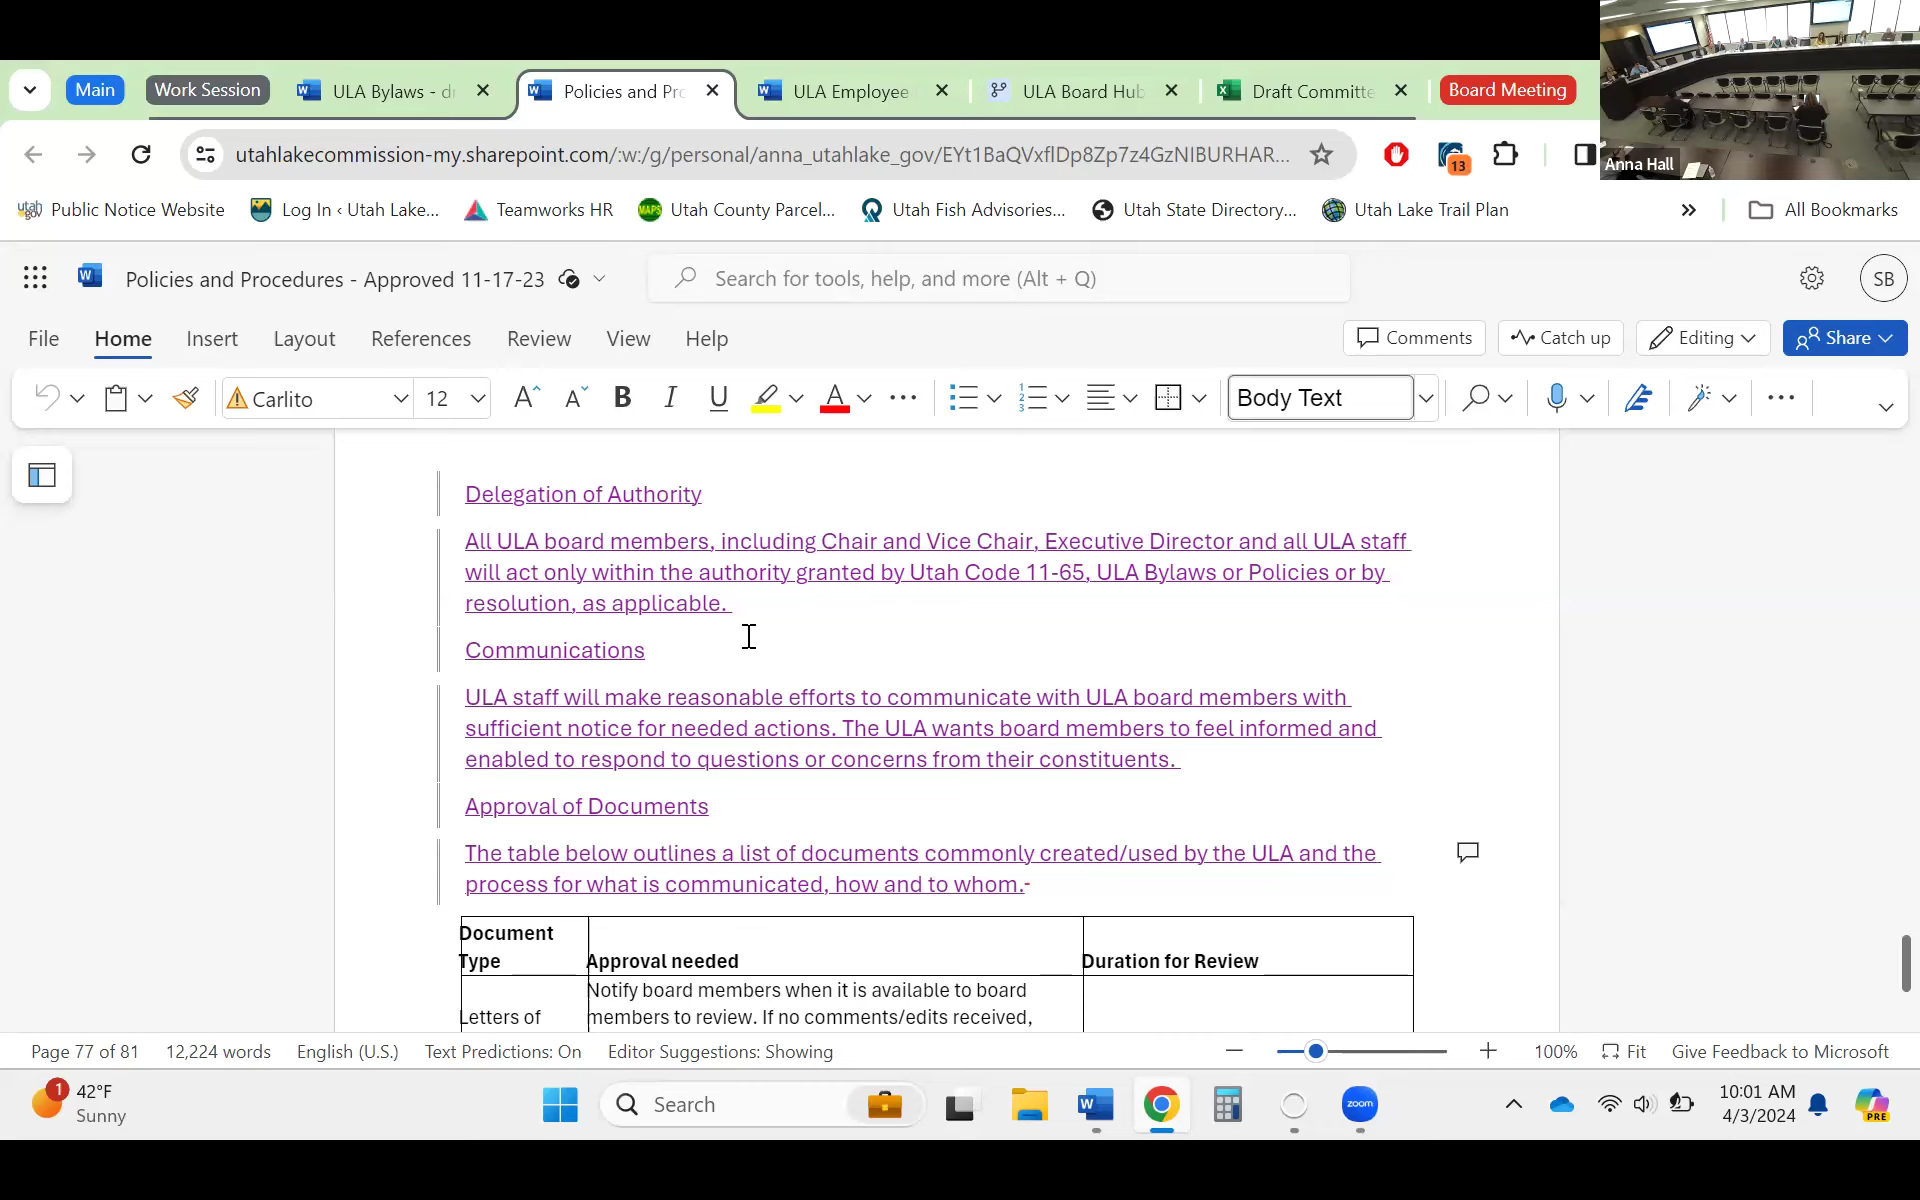 Main
Work Session
ULA Bylaws - d
Policies and Prc
ULA Employee
ULA Board Hub
Draft Committe
Board Meeting
Anna Hall
utahlakecommission-my.sharepoint.com/:w:/g/personal/anna_utahlake_gov/EYt1BaQVxflDp8Zp7z4GzNIBURHAR...
13
Public Notice Website
Log In ‹ Utah Lake...
Teamworks HR
MAPS
Utah County Parcel...
Utah Fish Advisories...
Utah State Directory...
Utah Lake Trail Plan
All Bookmarks
Policies and Procedures - Approved 11-17-23
Search for tools, help, and more (Alt + Q)
SB
File Home Insert Layout References Review View Help
Comments
Catch up
Editing
Share
Carlito
12
Body Text
Delegation of Authority
All ULA board members, including Chair and Vice Chair, Executive Director and all ULA staff
will act only within the authority granted by Utah Code 11-65, ULA Bylaws or Policies or by
resolution, as applicable.
Communications
ULA staff will make reasonable efforts to communicate with ULA board members with
sufficient notice for needed actions. The ULA wants board members to feel informed and
enabled to respond to questions or concerns from their constituents.
Approval of Documents
The table below outlines a list of documents commonly created/used by the ULA and the
process for what is communicated, how and to whom.-
Document
Type
Approval needed
Duration for Review
Notify board members when it is available to board
Letters of
members to review. If no comments/edits received,
Page 77 of 81
12,224 words
English (U.S.)
Text Predictions: On
Editor Suggestions: Showing
100%
Fit
Give Feedback to Microsoft
1
42°F
Sunny
Search
zoom
10:01 AM
4/3/2024
PRE